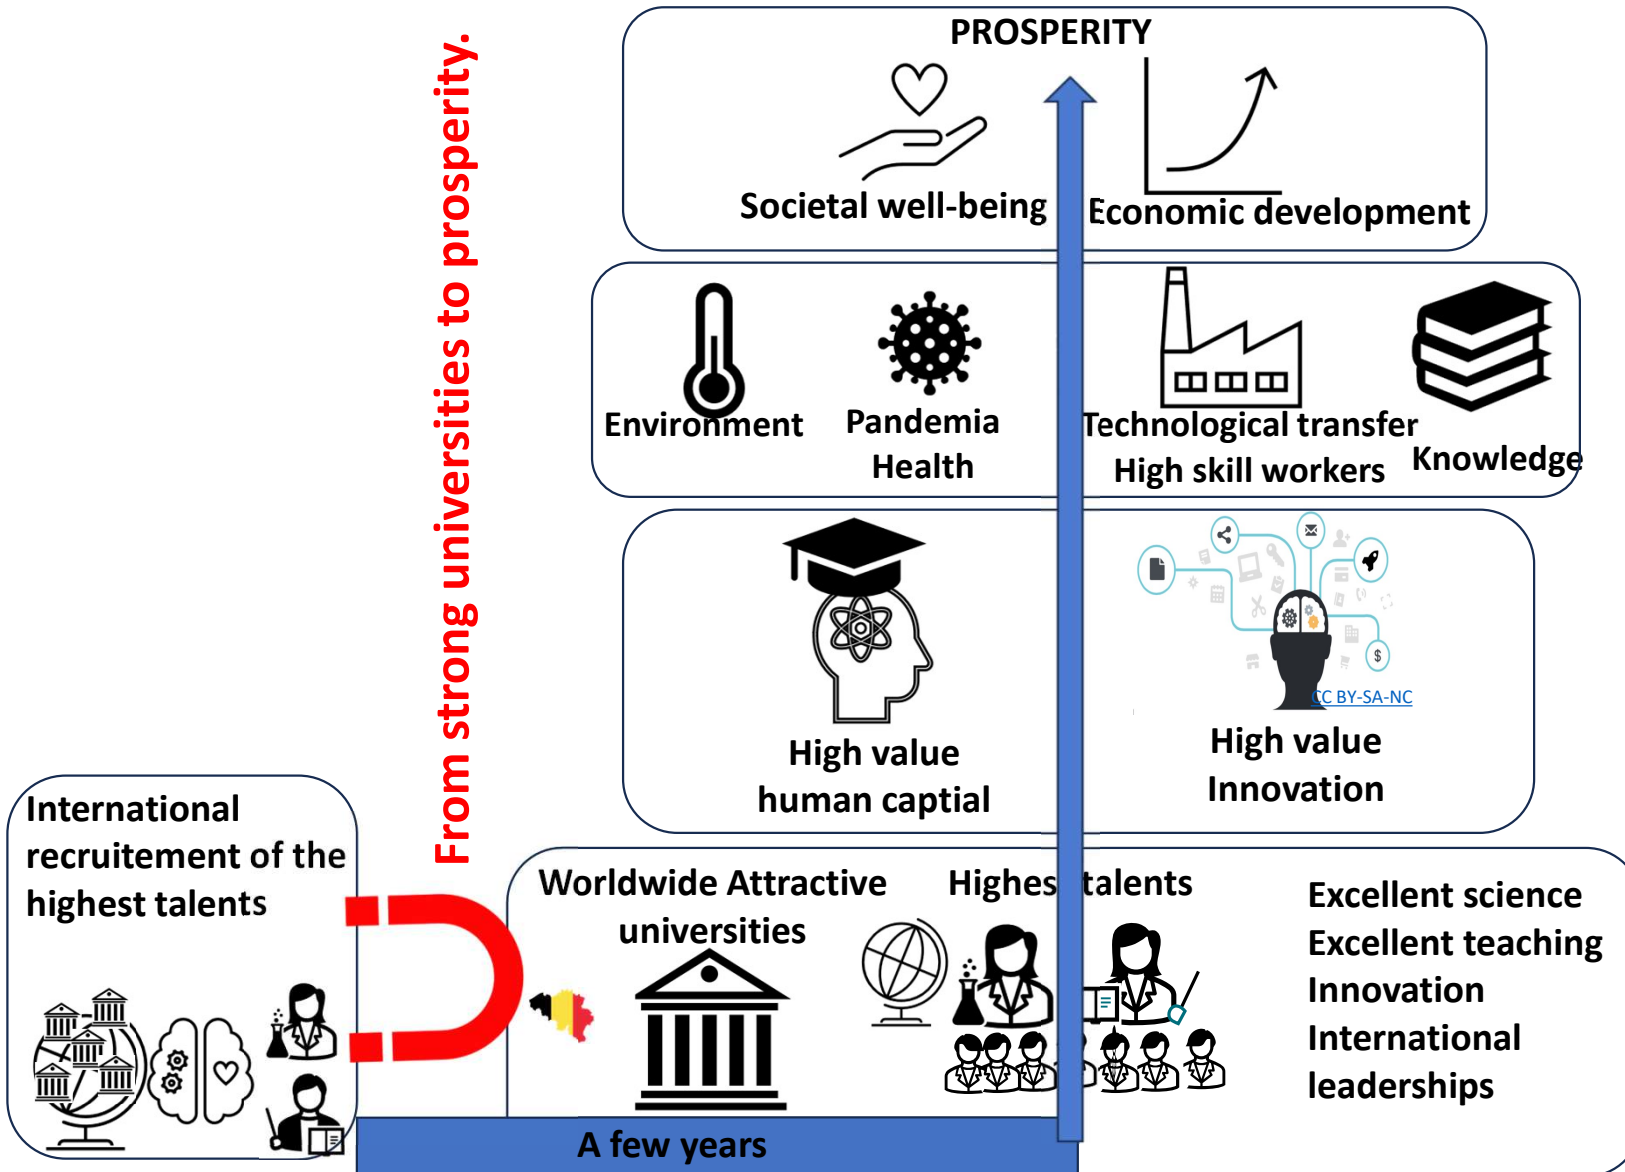 From strong universities to prosperity.
PROSPERITY
Societal well-being
Economic development
Environment
Pandemia
Health
Technological transfer
High skill workers
Knowledge
$
CC BY-SA-NC
High value
human captial
High value
Innovation
International
recruitement of the
highest talents
Worldwide Attractive
universities
Highest talents
Excellent science
Excellent teaching
Innovation
International
leaderships
A few years